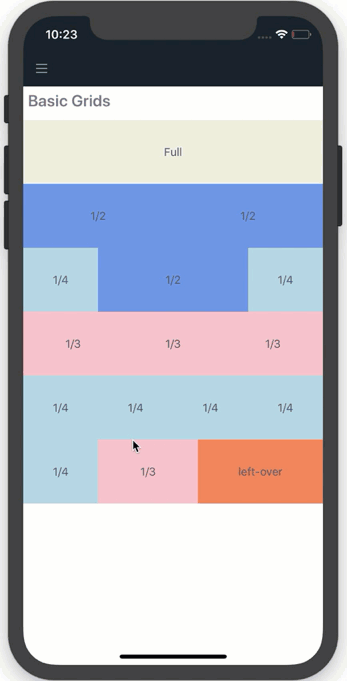 10:23
Basic Grids
Full
1/2 1/2
1/4 1/2 1/4
1/3 1/3 1/3
1/4 1/4 1/4 1/4
1/4 1/3 left-over